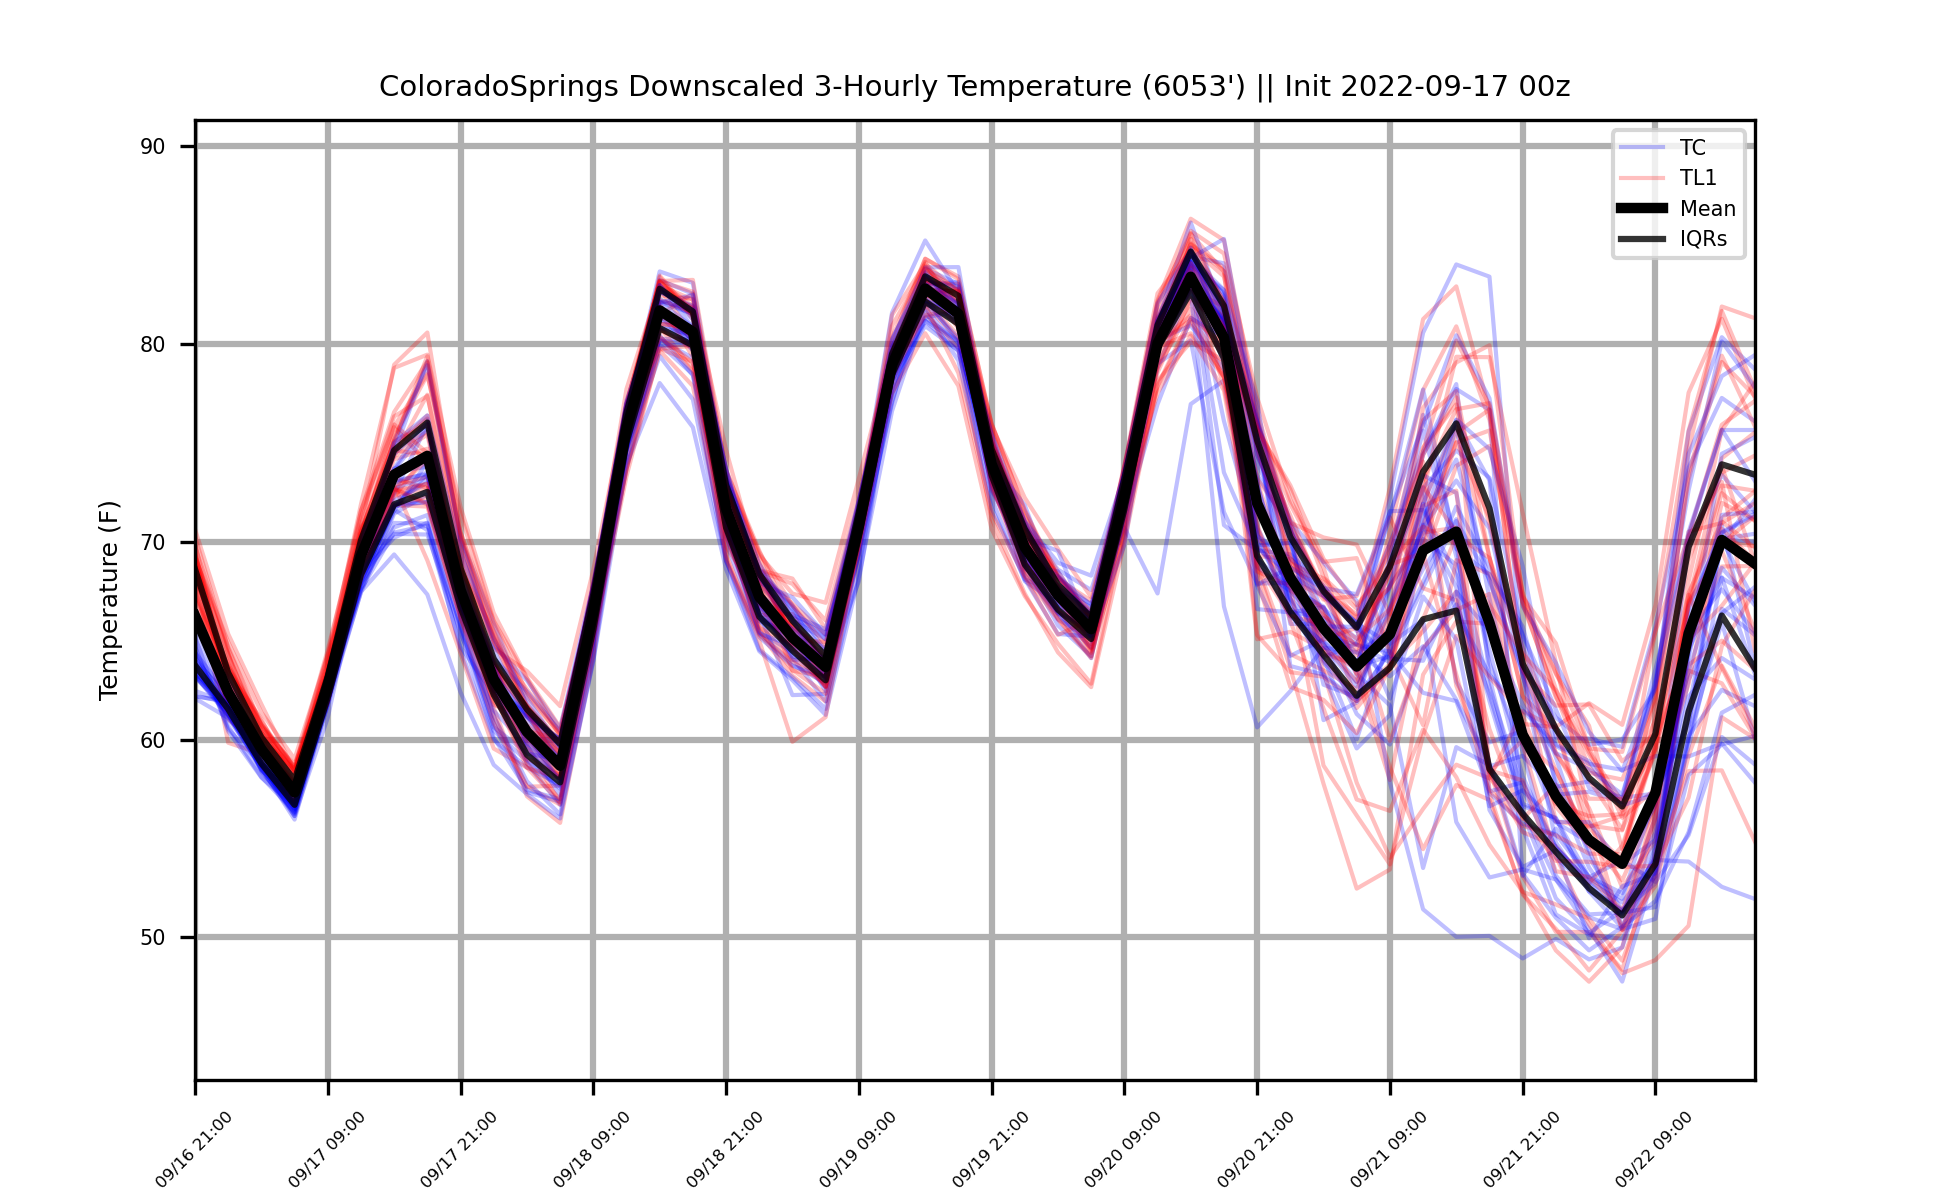 ColoradoSprings Downscaled 3-Hourly Temperature (6053') || Init 2022-09-17 00z
TC
TL1
Mean
IQRs
90
80
70
60
50
Temperature (F)
09/16 21:00
09/17 09:00
09/17 21:00
09/18 09:00
09/18 21:00
09/19 09:00
09/19 21:00
09/20 09:00
09/20 21:00
09/21 09:00
09/21 21:00
09/22 09:00